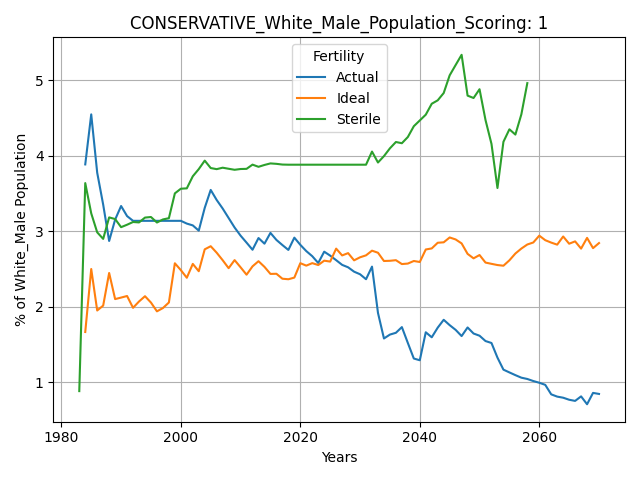 CONSERVATIVE_White_Male_Population_Scoring: 1
Fertility
Actual
Ideal
Sterile
% of White_Male Population
5
4
3
2
1
1980
2000
2020
2040
2060
Years